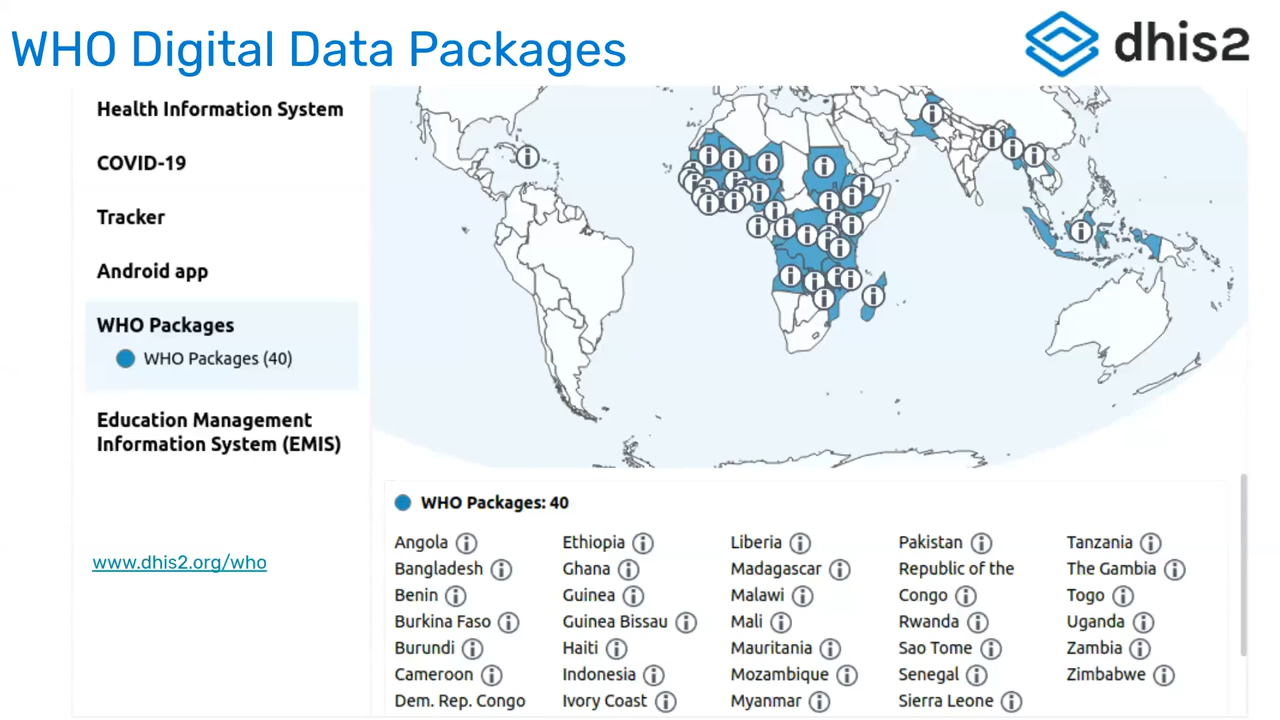 WHO Digital Data Packages
dhis2
Health Information System
COVID-19
Tracker
Android app
WHO Packages
WHO Packages (40)
Education Management
Information System (EMIS)
www.dhis2.org/who
WHO Packages: 40
Angola
Bangladesh
Benin
Burkina Faso
Burundi
Cameroon
Dem. Rep. Congo
Ethiopia
Ghana
Guinea
Guinea Bissau
Haiti
Indonesia
Ivory Coast
Liberia
Madagascar
Malawi
Mali
Mauritania
Mozambique
Myanmar
Pakistan
Republic of the
Congo
Rwanda
Sao Tome
Senegal
Sierra Leone
Tanzania
The Gambia
Togo
Uganda
Zambia
Zimbabwe